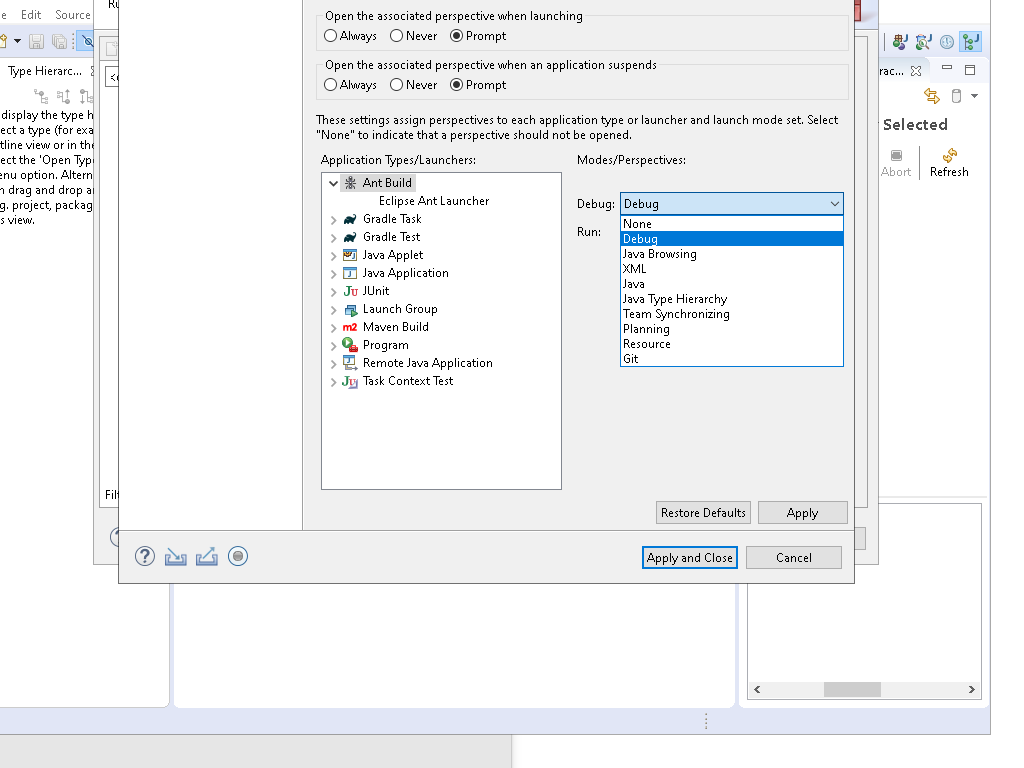 Edit Source
Open the associated perspective when launching
Always Never Prompt
Type Hierarc...
Open the associated perspective when an application suspends
rac...
Always Never Prompt
display the type h
ect a type (for exa
tline view or in the
ect the 'Open Typ
enu option. Altern
n drag and drop a
g. project, packag
s view.
These settings assign perspectives to each application type or launcher and launch mode set. Select
"None" to indicate that a perspective should not be opened.
Selected
Abort Refresh
Application Types/Launchers:
Ant Build
Eclipse Ant Launcher
Gradle Task
Gradle Test
Java Applet
Java Application
JUnit
Launch Group
Maven Build
Program
Remote Java Application
Task Context Test
Modes/Perspectives:
Debug: Debug
Run:
None
Debug
Java Browsing
XML
Java
Java Type Hierarchy
Team Synchronizing
Planning
Resource
Git
Filt
Restore Defaults Apply
Apply and Close Cancel